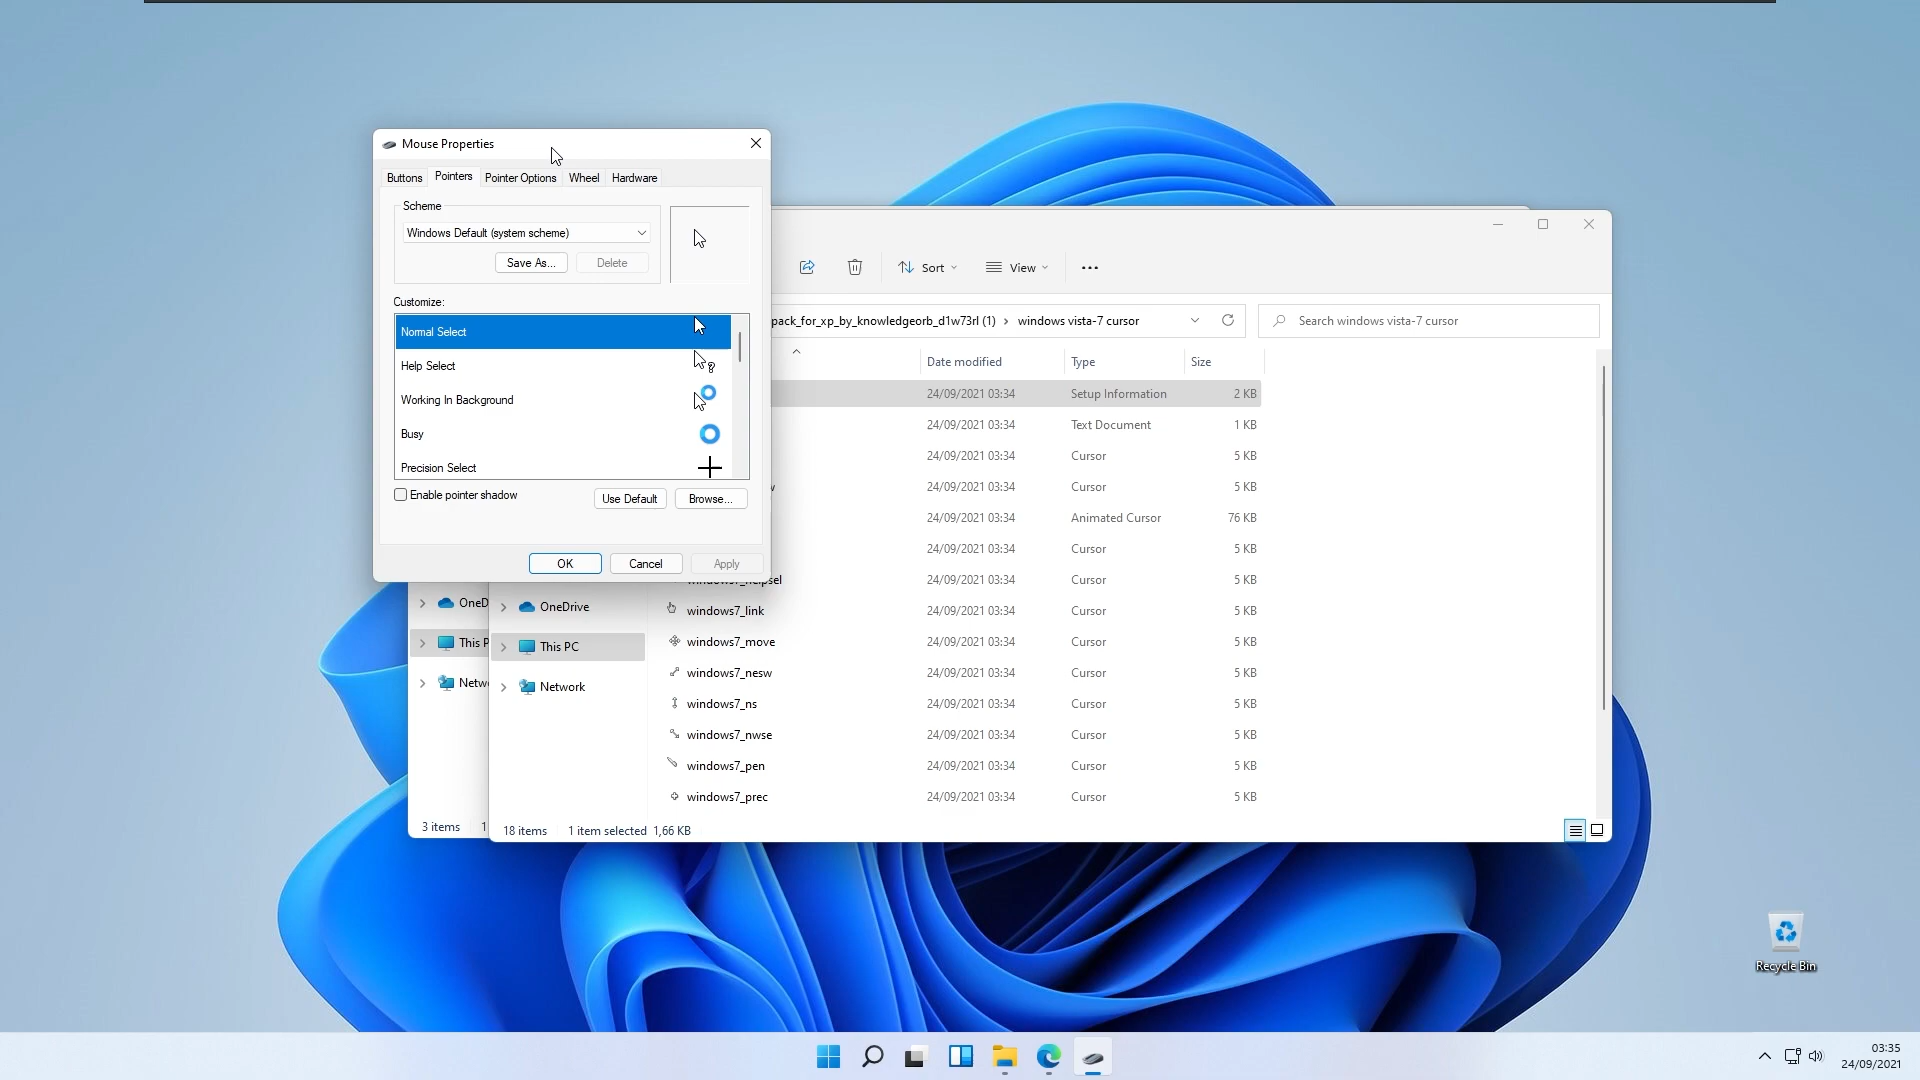 Mouse Properties
Buttons
Pointers
Pointer Options
Wheel
Hardware
Scheme
Windows Default (system scheme)
Save As...
Delete
Customize:
Normal Select
Help Select
Working In Background
Busy
Precision Select
Enable pointer shadow
Use Default
Browse...
OK
Cancel
Apply
Sort
View
pack_for_xp_by_knowledgeorb_d1w73rl (1) › windows vista-7 cursor
Search windows vista-7 cursor
Date modified Type Size
24/09/2021 03:34 Setup Information 2 KB
24/09/2021 03:34 Text Document 1 KB
24/09/2021 03:34 Cursor 5 KB
24/09/2021 03:34 Cursor 5 KB
24/09/2021 03:34 Animated Cursor 76 KB
24/09/2021 03:34 Cursor 5 KB
windows7_helpsel 24/09/2021 03:34 Cursor 5 KB
windows7_link 24/09/2021 03:34 Cursor 5 KB
windows7_move 24/09/2021 03:34 Cursor 5 KB
windows7_nesw 24/09/2021 03:34 Cursor 5 KB
windows7_ns 24/09/2021 03:34 Cursor 5 KB
windows7_nwse 24/09/2021 03:34 Cursor 5 KB
windows7_pen 24/09/2021 03:34 Cursor 5 KB
windows7_prec 24/09/2021 03:34 Cursor 5 KB
OneD
This P
Netw
3 items 1
OneDrive
This PC
Network
18 items 1 item selected 1,66 KB
Recycle Bin
03:35
24/09/2021